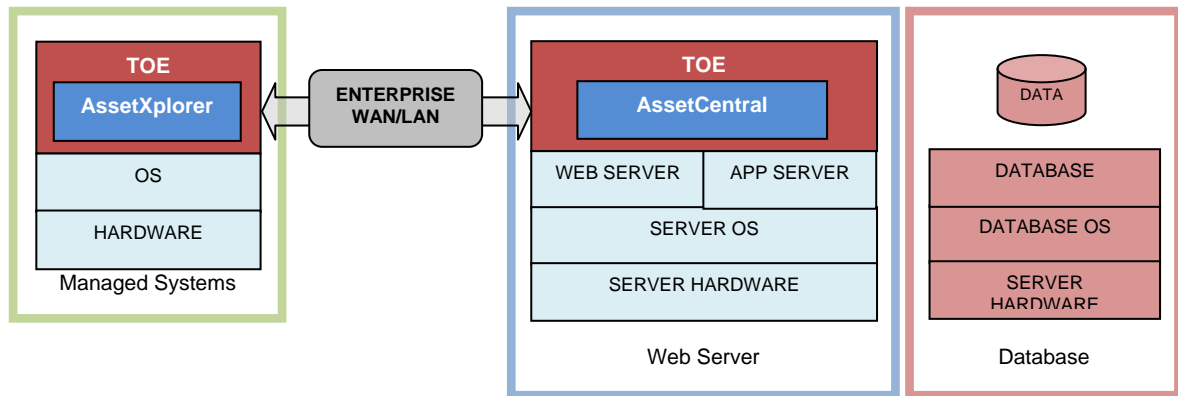 TOE
AssetXplorer
OS
HARDWARE
Managed Systems
ENTERPRISE
WAN/LAN
TOE
AssetCentral
WEB SERVER
APP SERVER
SERVER OS
SERVER HARDWARE
Web Server
DATA
DATABASE
DATABASE OS
SERVER
HARDWARE
Database